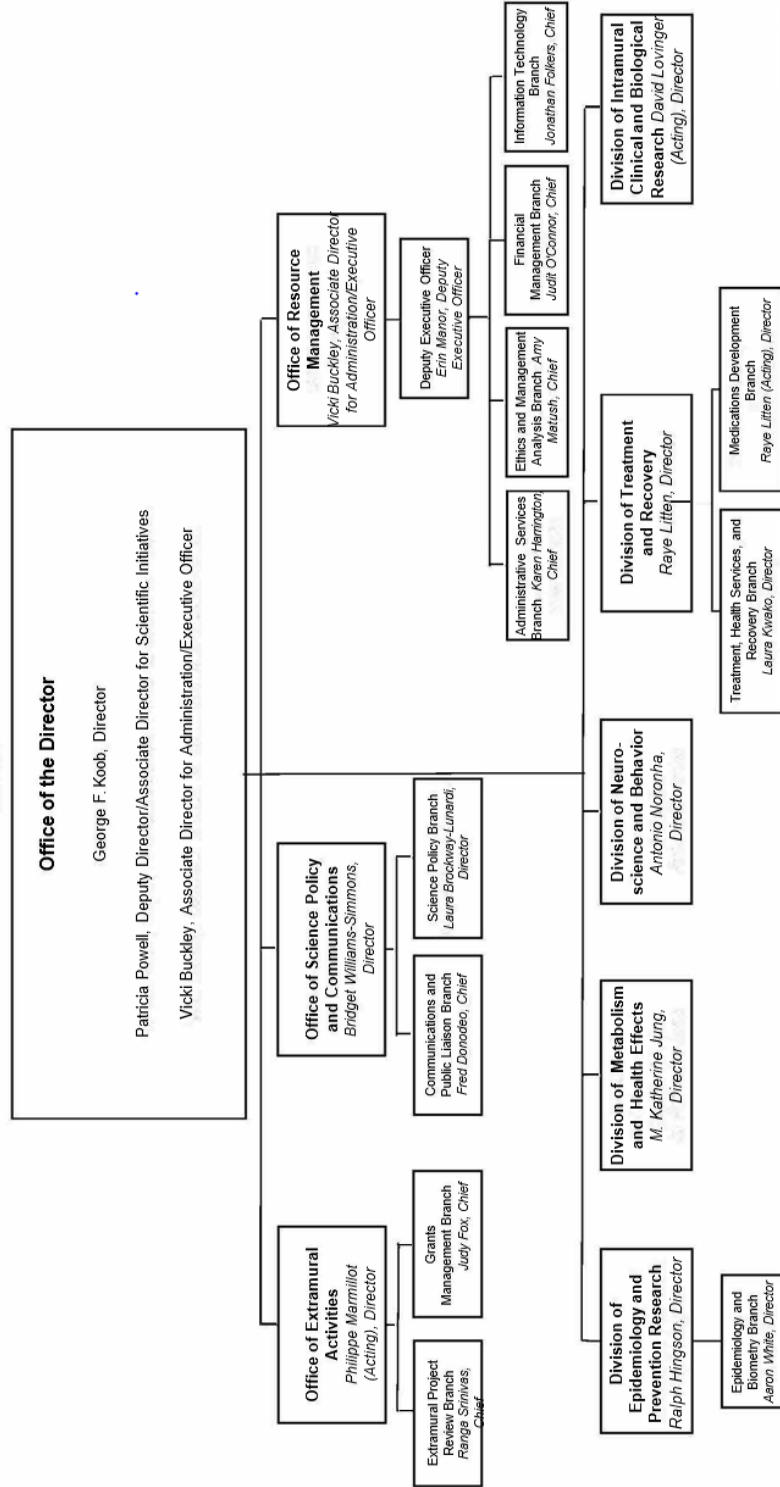 Office of the Director
George F. Koob, Director
Patricia Powell, Deputy Director/Associate Director for Scientific Initiatives
Vicki Buckley, Associate Director for Administration/Executive Officer
Office of Extramural
Activities
Philippe Marmillot
(Acting), Director
Extramural Project
Review Branch
Ranga Srinivas,
Chief
Grants
Management Branch
Judy Fox, Chief
Office of Science Policy
and Communications
Bridget Williams-Simmons,
Director
Communications and
Public Liaison Branch
Fred Donodeo, Chief
Science Policy Branch
Laura Brockway-Lunardi,
Director
Office of Resource
Management
Vicki Buckley, Associate Director
for Administration/Executive
Officer
Deputy Executive Officer
Erin Manor, Deputy
Executive Officer
Administrative Services
Branch Karen Harrington,
Chief
Ethics and Management
Analysis Branch Amy
Matush, Chief
Financial
Management Branch
Judit O'Connor, Chief
Information Technology
Branch
Jonathan Folkers, Chief
Division of
Epidemiology and
Prevention Research
Ralph Hingson, Director
Epidemiology and
Biometry Branch
Aaron White, Director
Division of Metabolism
and Health Effects
M. Katherine Jung,
Director
Division of Neuro-
science and Behavior
Antonio Noronha,
Director
Division of Treatment
and Recovery
Raye Litten, Director
Treatment, Health Services, and
Recovery Branch
Laura Kwako, Director
Medications Development
Branch
Raye Litten (Acting), Director
Division of Intramural
Clinical and Biological
Research David Lovinger
(Acting), Director